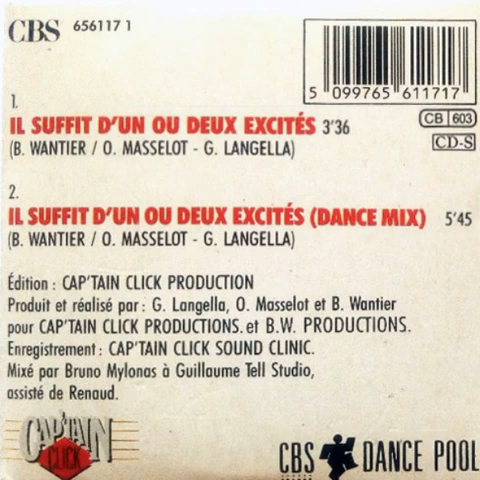 CBS 656117 1
5 099765 611717
CB 603
CD-S
1.
IL SUFFIT D'UN OU DEUX EXCITÉS 3'36
(B. WANTIER / O. MASSELOT - G. LANGELLA)
2.
IL SUFFIT D'UN OU DEUX EXCITÉS (DANCE MIX) 5'45
(B. WANTIER / O. MASSELOT - G. LANGELLA)
Édition : CAP'TAIN CLICK PRODUCTION
Produit et réalisé par : G. Langella, O. Masselot et B. Wantier
pour CAP'TAIN CLICK PRODUCTIONS. et B.W. PRODUCTIONS.
Enregistrement : CAP'TAIN CLICK SOUND CLINIC.
Mixé par Bruno Mylonas à Guillaume Tell Studio,
assisté de Renaud.
CAP'TAIN
CLICK
CBS DANCE POOL